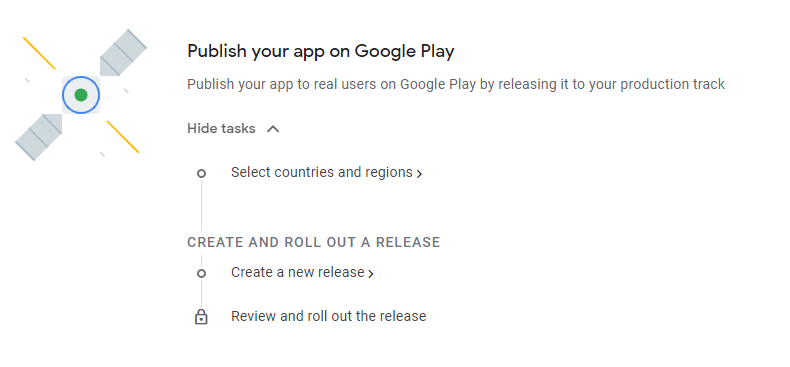 Publish your app on Google Play
Publish your app to real users on Google Play by releasing it to your production track
Hide tasks
Select countries and regions
CREATE AND ROLL OUT A RELEASE
Create a new release
Review and roll out the release